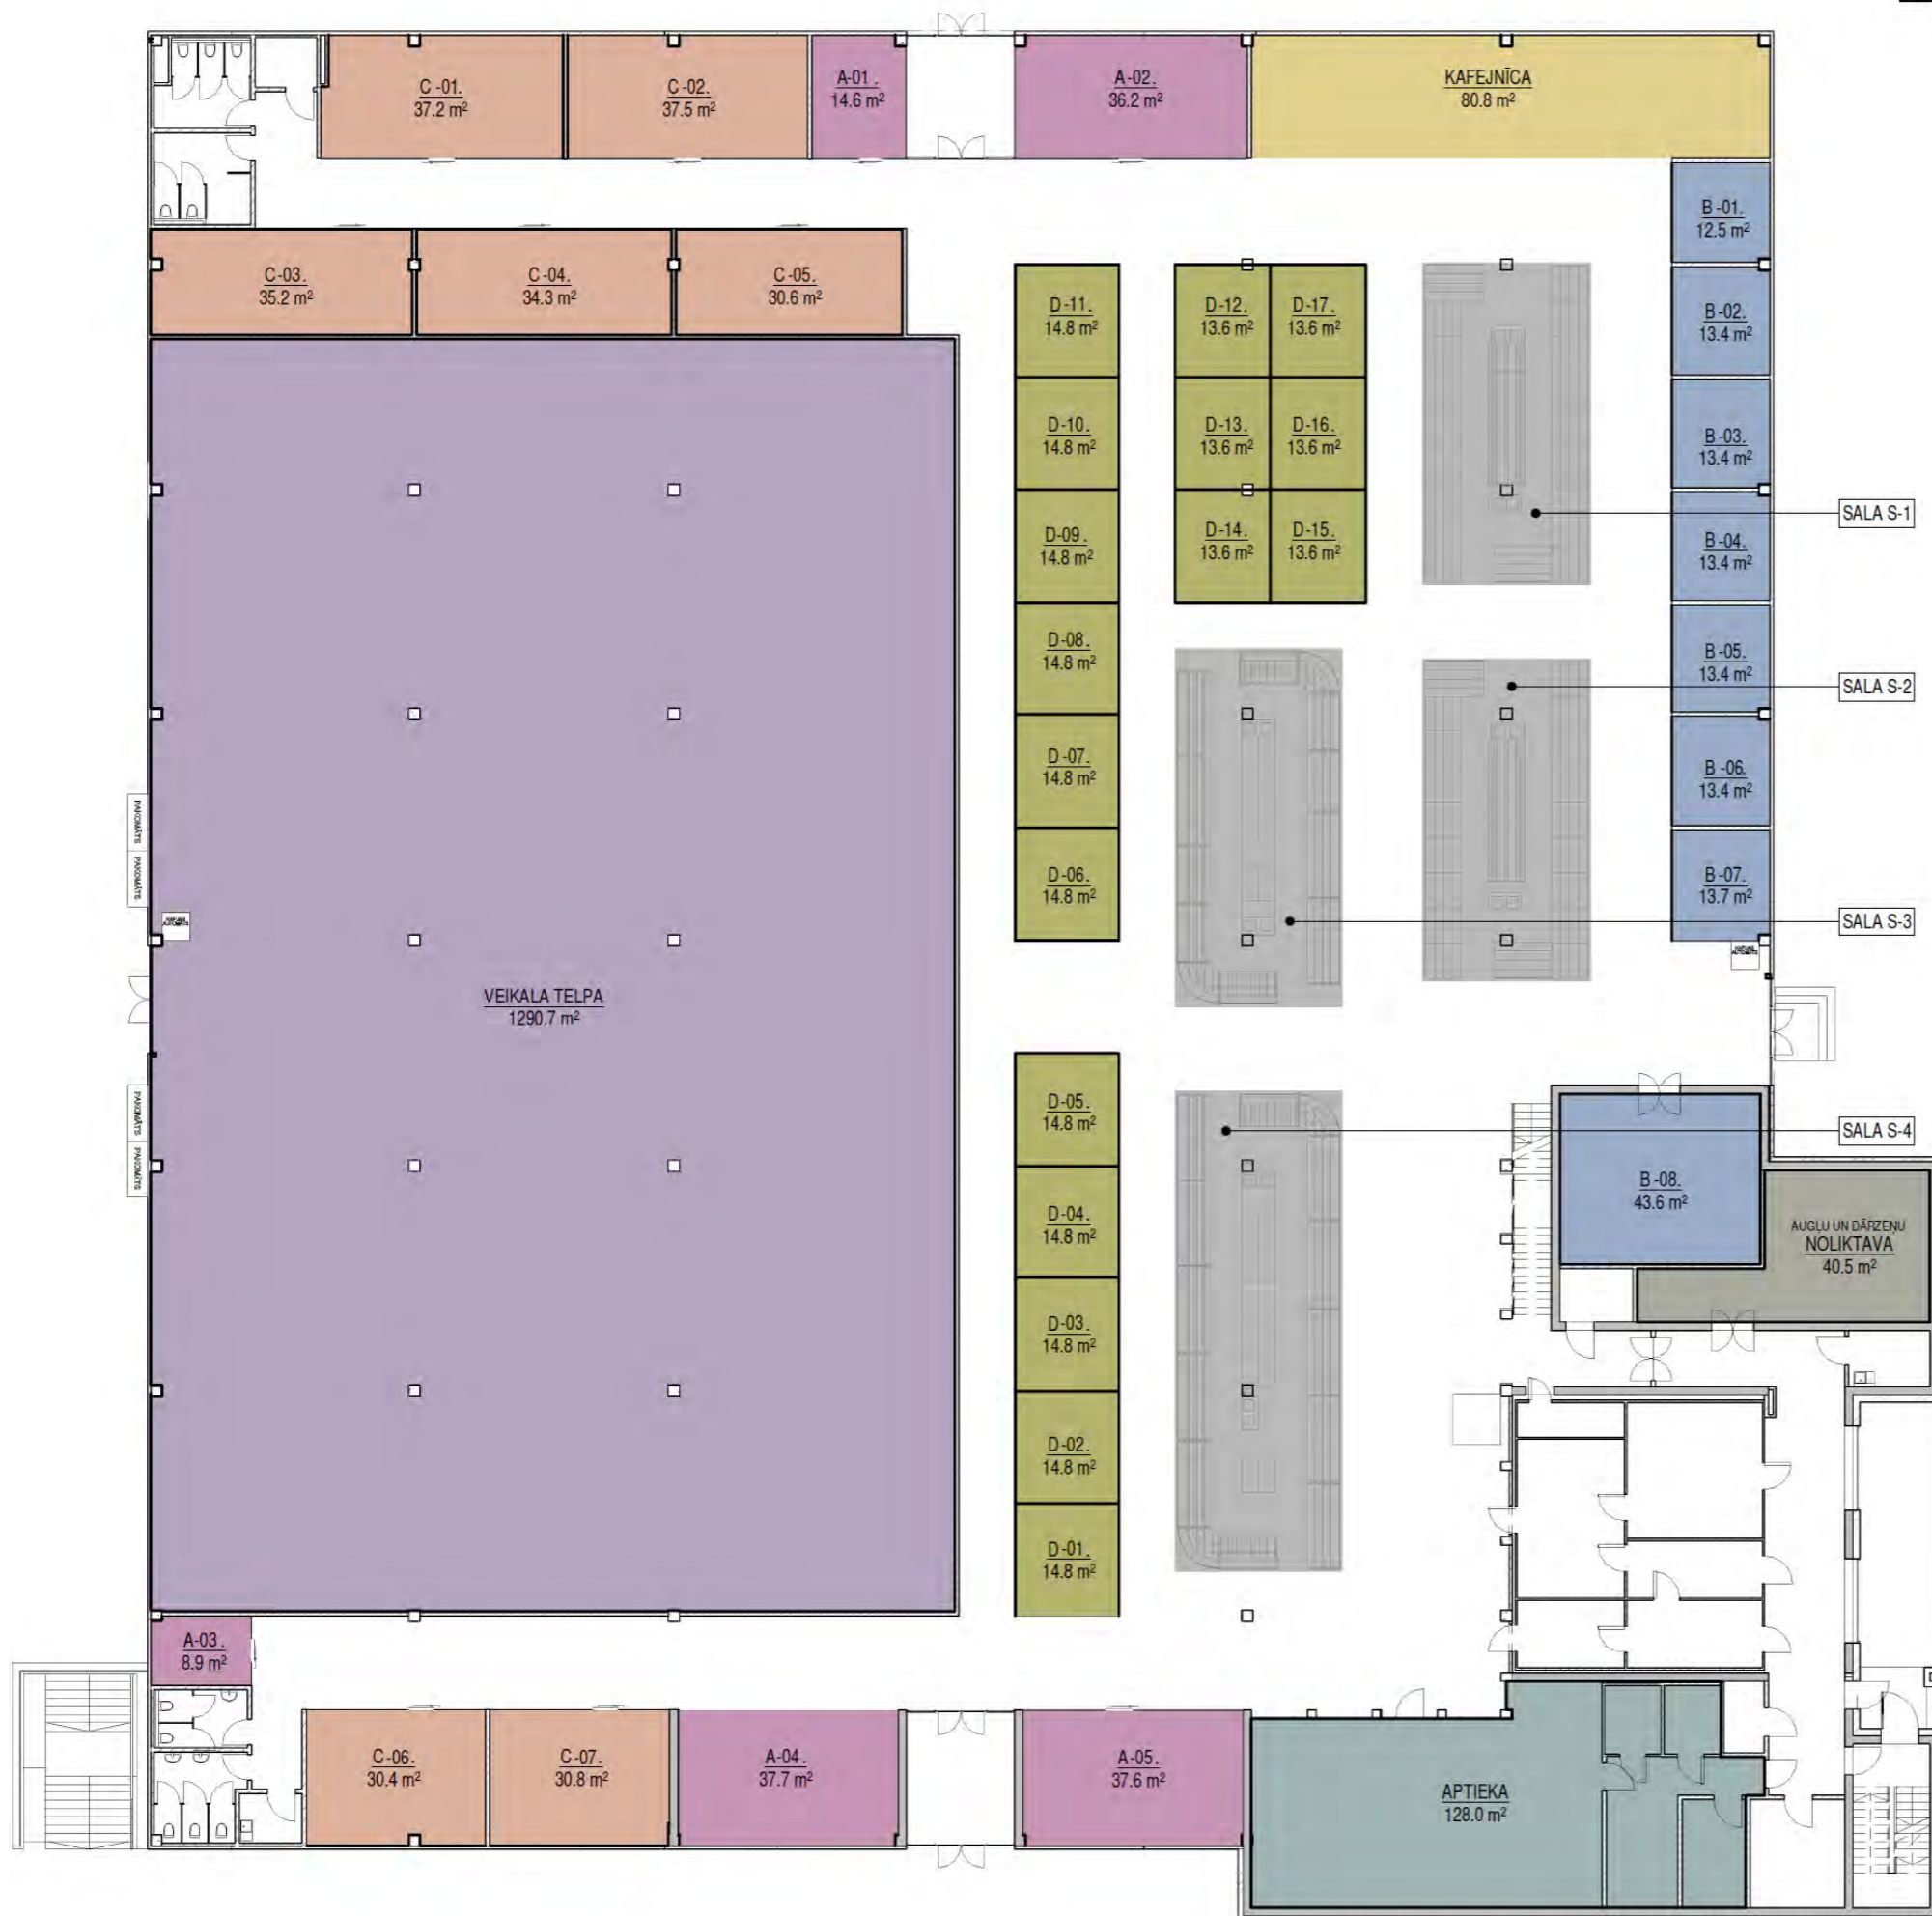 C-01.
37.2 m²
C-02.
37.5 m²
A-01.
14.6 m²
A-02.
36.2 m²
KAFEJNĪCA
80.8 m²
B-01.
12.5 m²
C-03.
35.2 m²
C-04.
34.3 m²
C-05.
30.6 m²
D-11.
14.8 m²
D-12.
13.6 m²
D-17.
13.6 m²
B-02.
13.4 m²
D-10.
14.8 m²
D-13.
13.6 m²
D-16.
13.6 m²
B-03.
13.4 m²
SALA S-1
D-09.
14.8 m²
D-14.
13.6 m²
D-15.
13.6 m²
B-04.
13.4 m²
D-08.
14.8 m²
B-05.
13.4 m²
SALA S-2
D-07.
14.8 m²
B-06.
13.4 m²
PAKOMĀTS
PAKOMĀTS
D-06.
14.8 m²
B-07.
13.7 m²
SALA S-3
VEIKALA TELPA
1290.7 m²
PAKOMĀTS
PAKOMĀTS
D-05.
14.8 m²
SALA S-4
D-04.
14.8 m²
B-08.
43.6 m²
AUGĻU UN DĀRZEŅU
NOLIKTAVA
40.5 m²
D-03.
14.8 m²
D-02.
14.8 m²
D-01.
14.8 m²
A-03.
8.9 m²
C-06.
30.4 m²
C-07.
30.8 m²
A-04.
37.7 m²
A-05.
37.6 m²
APTIEKA
128.0 m²